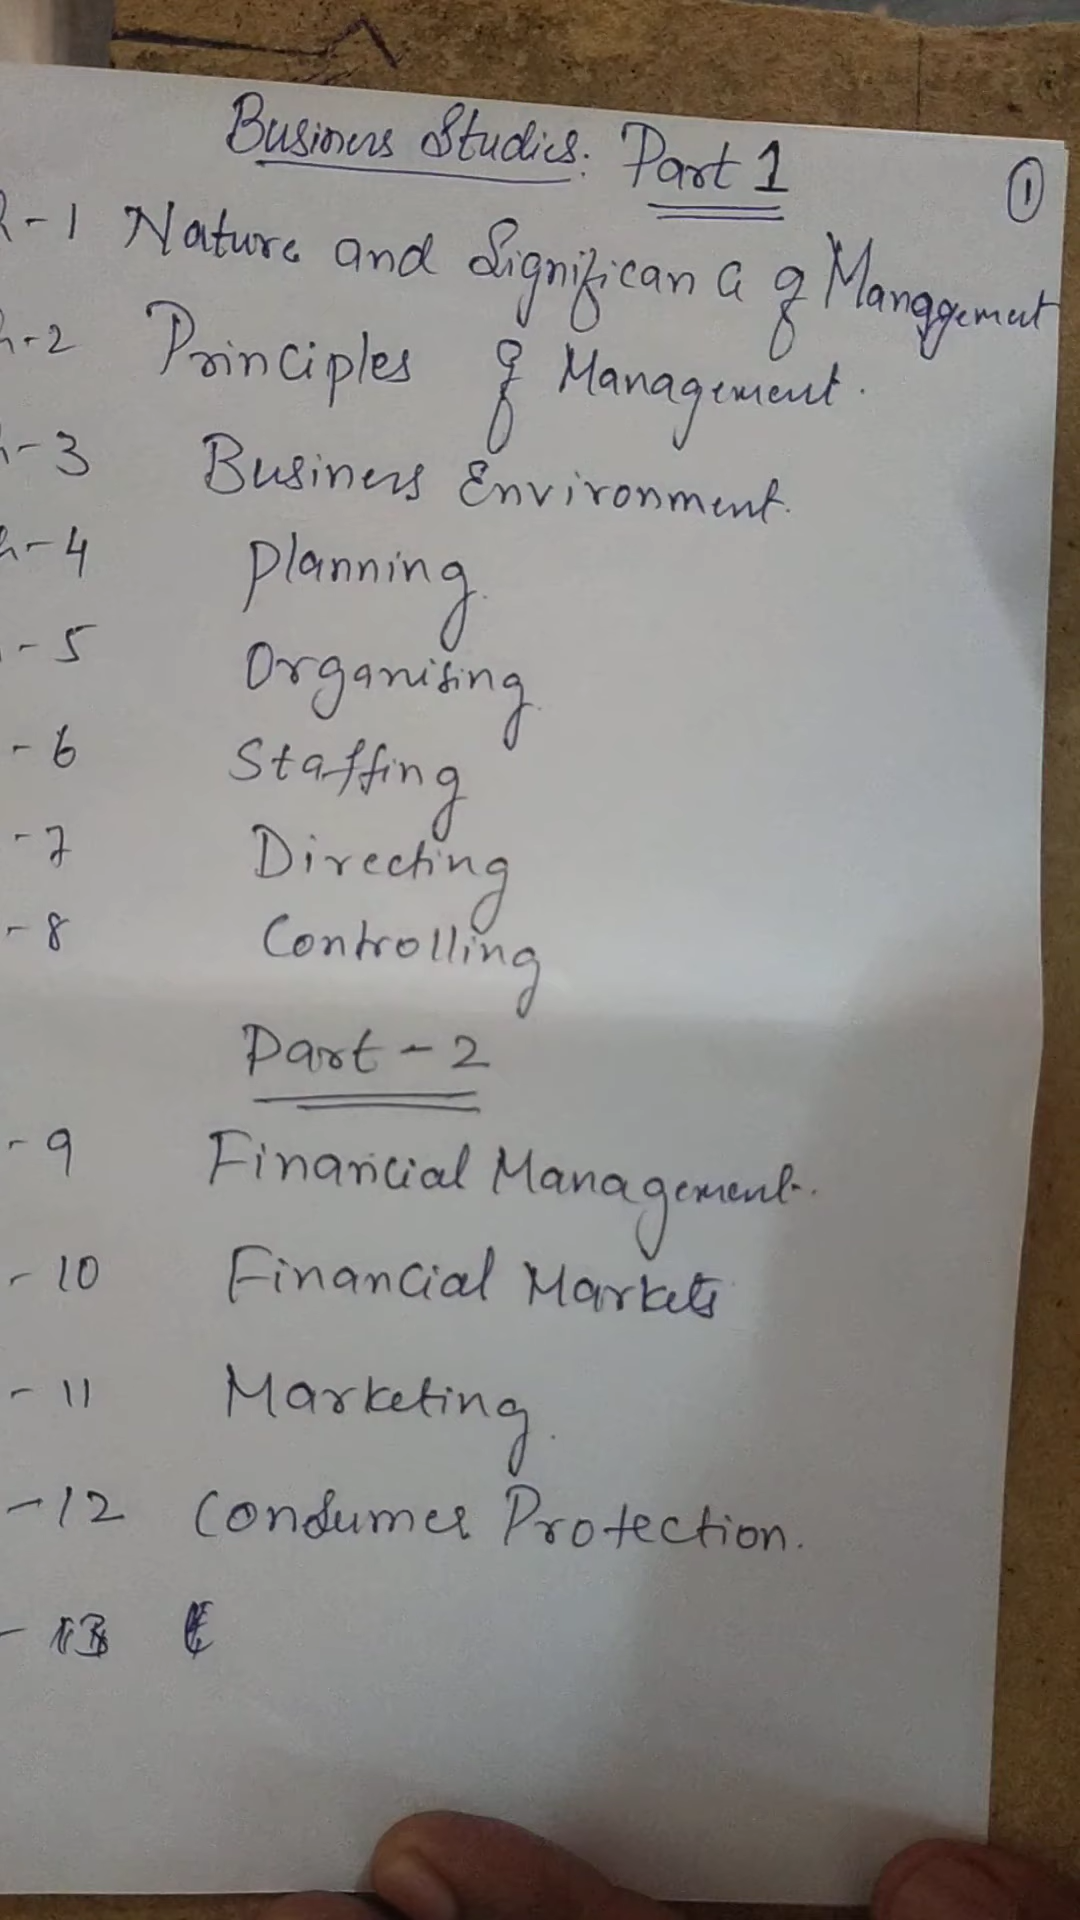 Business Studies. Part 1
1
h-1 Nature and Significance of Management
h-2 Principles of Management.
h-3 Business Environment.
h-4 Planning
-5 Organising
-6 Staffing
-7 Directing
-8 Controlling
Part-2
-9 Financial Management.
-10 Financial Markets
-11 Marketing
-12 Consumer Protection.
-13